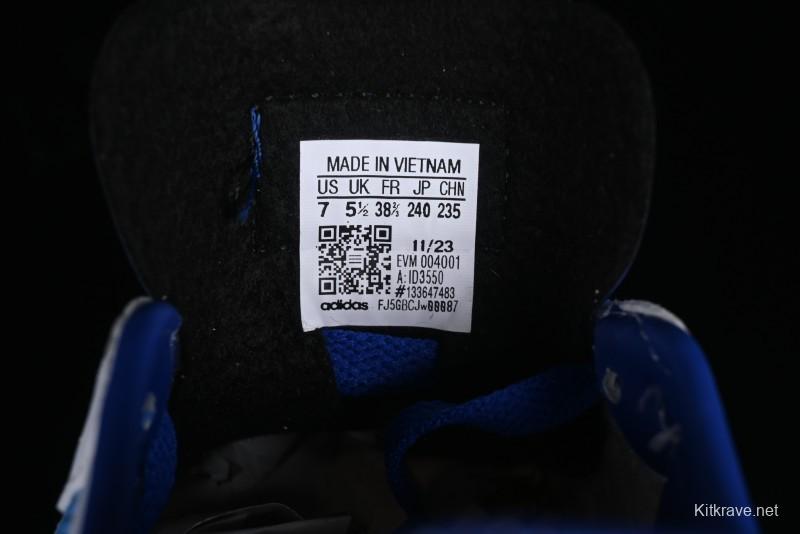 MADE IN VIETNAM
US UK FR JP CHN
7 5½ 38⅔ 240 235
11/23
EVM 004001
A: ID3550
#133647483
adidas FJ5GBCJw00087
Kitkrave.net